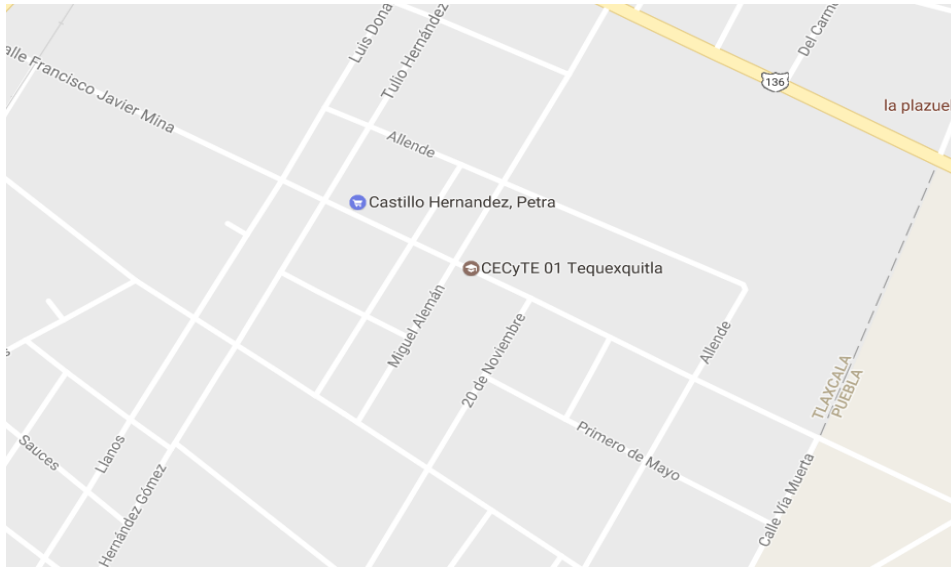 Luis Dona
Tulio Hernández
Del Carme
alle Francisco Javier Mina
136
la plazue
Allende
Castillo Hernandez, Petra
CECyTE 01 Tequexquitla
Miguel Alemán
20 de Noviembre
Allende
TLAXCALA
PUEBLA
Primero de Mayo
Sauces
Llanos
Hernández Gómez
Calle Vía Muerta